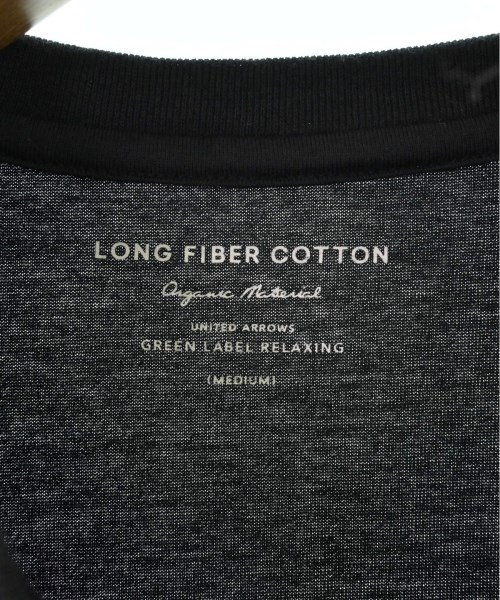 LONG FIBER COTTON
Organic Material
UNITED ARROWS
GREEN LABEL RELAXING
(MEDIUM)